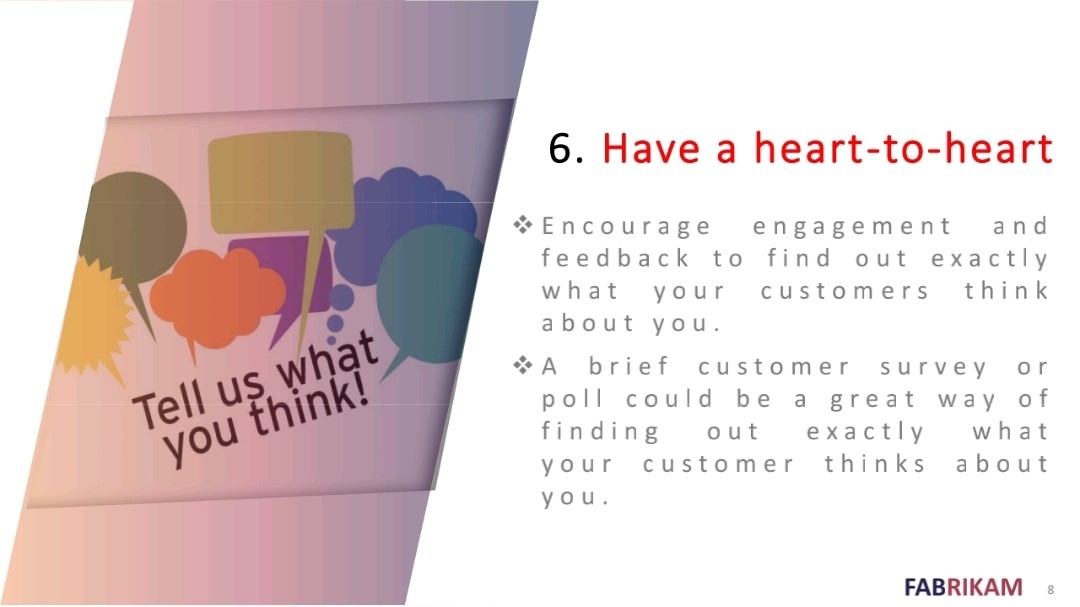 Tell us what
you think!
6. Have a heart-to-heart
❖ Encourage engagement and
feedback to find out exactly
what your customers think
about you.
❖ A brief customer survey or
poll could be a great way of
finding out exactly what
your customer thinks about
you.
FABRIKAM 8